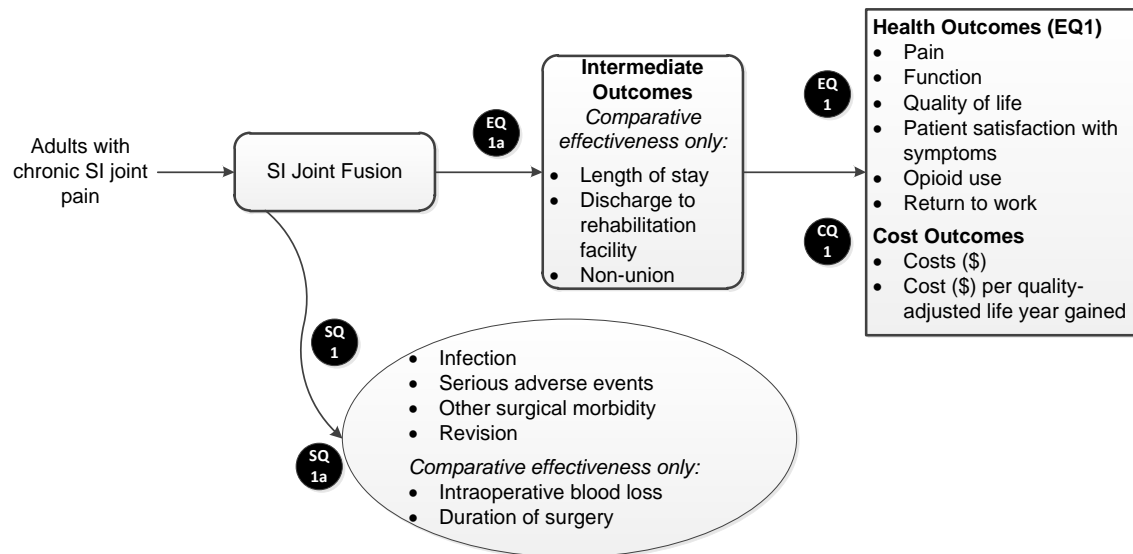 Adults with
chronic SI joint
pain
SI Joint Fusion
EQ
1a
Intermediate
Outcomes
Comparative
effectiveness only:
• Length of stay
• Discharge to
rehabilitation
facility
• Non-union
EQ
1
CQ
1
Health Outcomes (EQ1)
• Pain
• Function
• Quality of life
• Patient satisfaction with
symptoms
• Opioid use
• Return to work
Cost Outcomes
• Costs ($)
• Cost ($) per quality-
adjusted life year gained
SQ
1
SQ
1a
• Infection
• Serious adverse events
• Other surgical morbidity
• Revision
Comparative effectiveness only:
• Intraoperative blood loss
• Duration of surgery